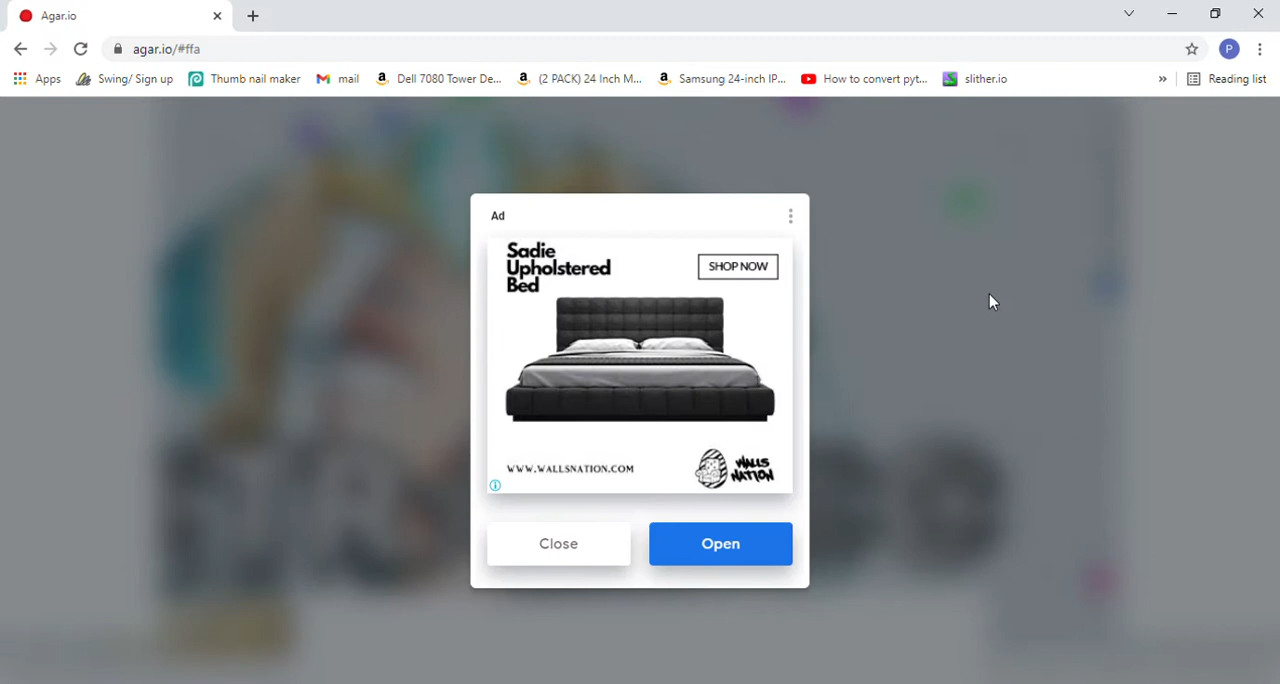 Agar.io
agar.io/#ffa
P
Apps
Swing/ Sign up
Thumb nail maker
mail
Dell 7080 Tower De...
(2 PACK) 24 Inch M...
Samsung 24-inch IP...
How to convert pyt...
slither.io
»
Reading list
Ad
Sadie
Upholstered
Bed
SHOP NOW
WWW.WALLSNATION.COM
WALLS
NATION
Close
Open